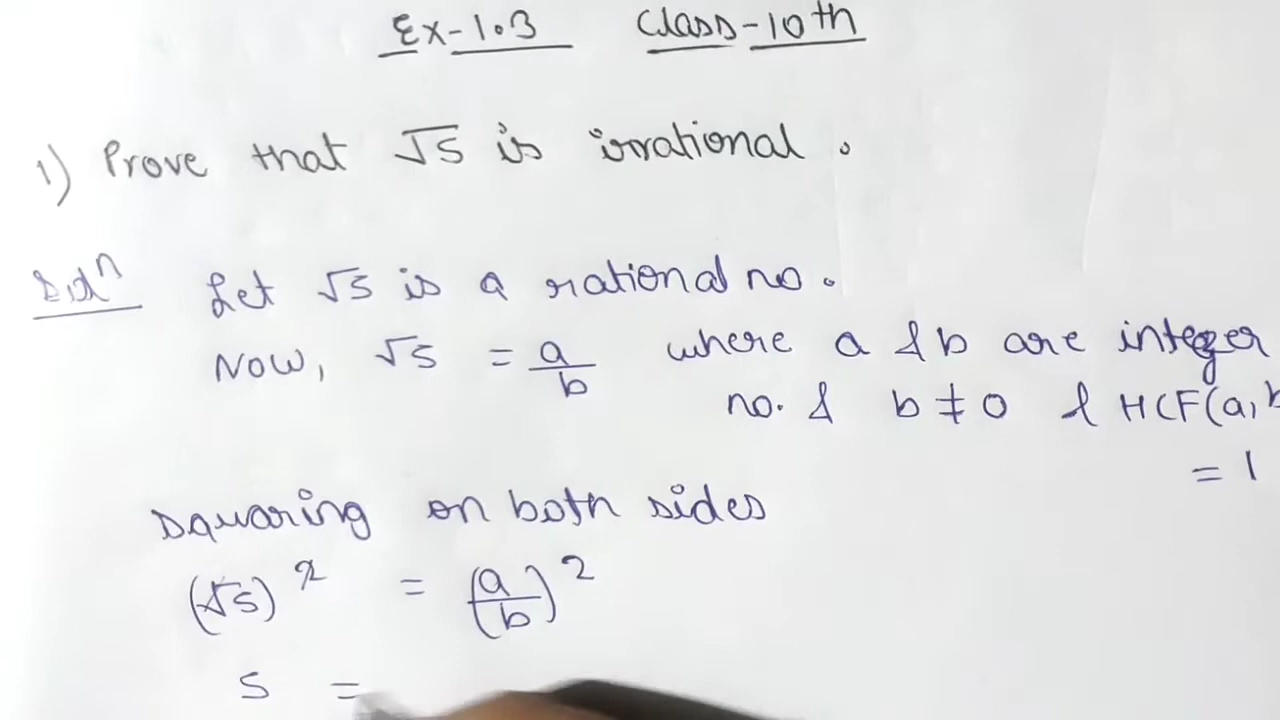 Ex-1.3 Class-10th
1) Prove that √5 is irrational.
Solⁿ Let √5 is a rational no.
Now, √5 = a/b where a & b are integer
no. & b ≠ 0 & HCF(a, b
= 1
Squaring on both sides
(√5)² = (a/b)²
5 =